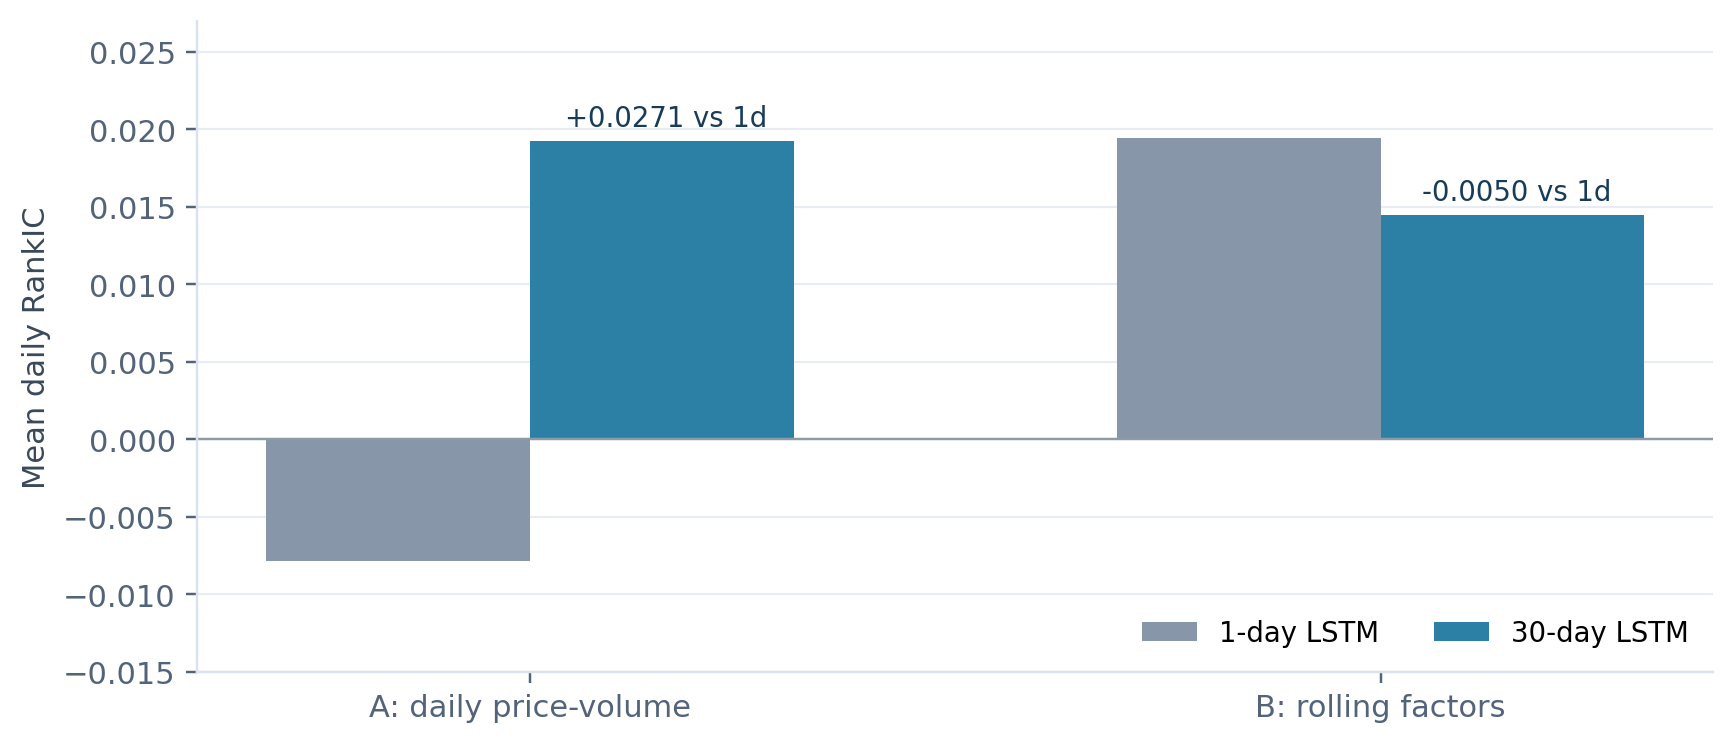 Mean daily RankIC
0.025
0.020
0.015
0.010
0.005
0.000
−0.005
−0.010
−0.015
+0.0271 vs 1d
-0.0050 vs 1d
1-day LSTM
30-day LSTM
A: daily price-volume
B: rolling factors